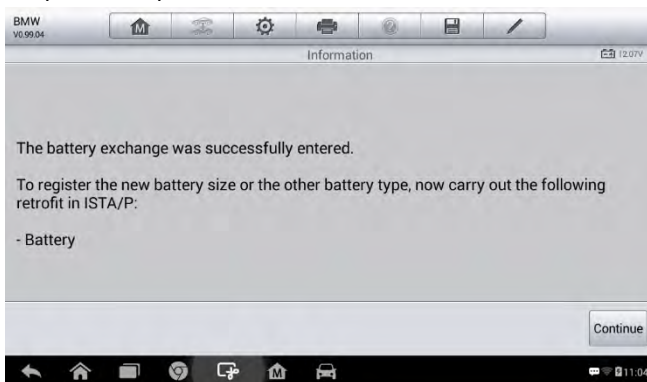 BMW
V0.99.04
M
Information
12.07V
The battery exchange was successfully entered.
To register the new battery size or the other battery type, now carry out the following
retrofit in ISTA/P:
- Battery
Continue
M
11:04